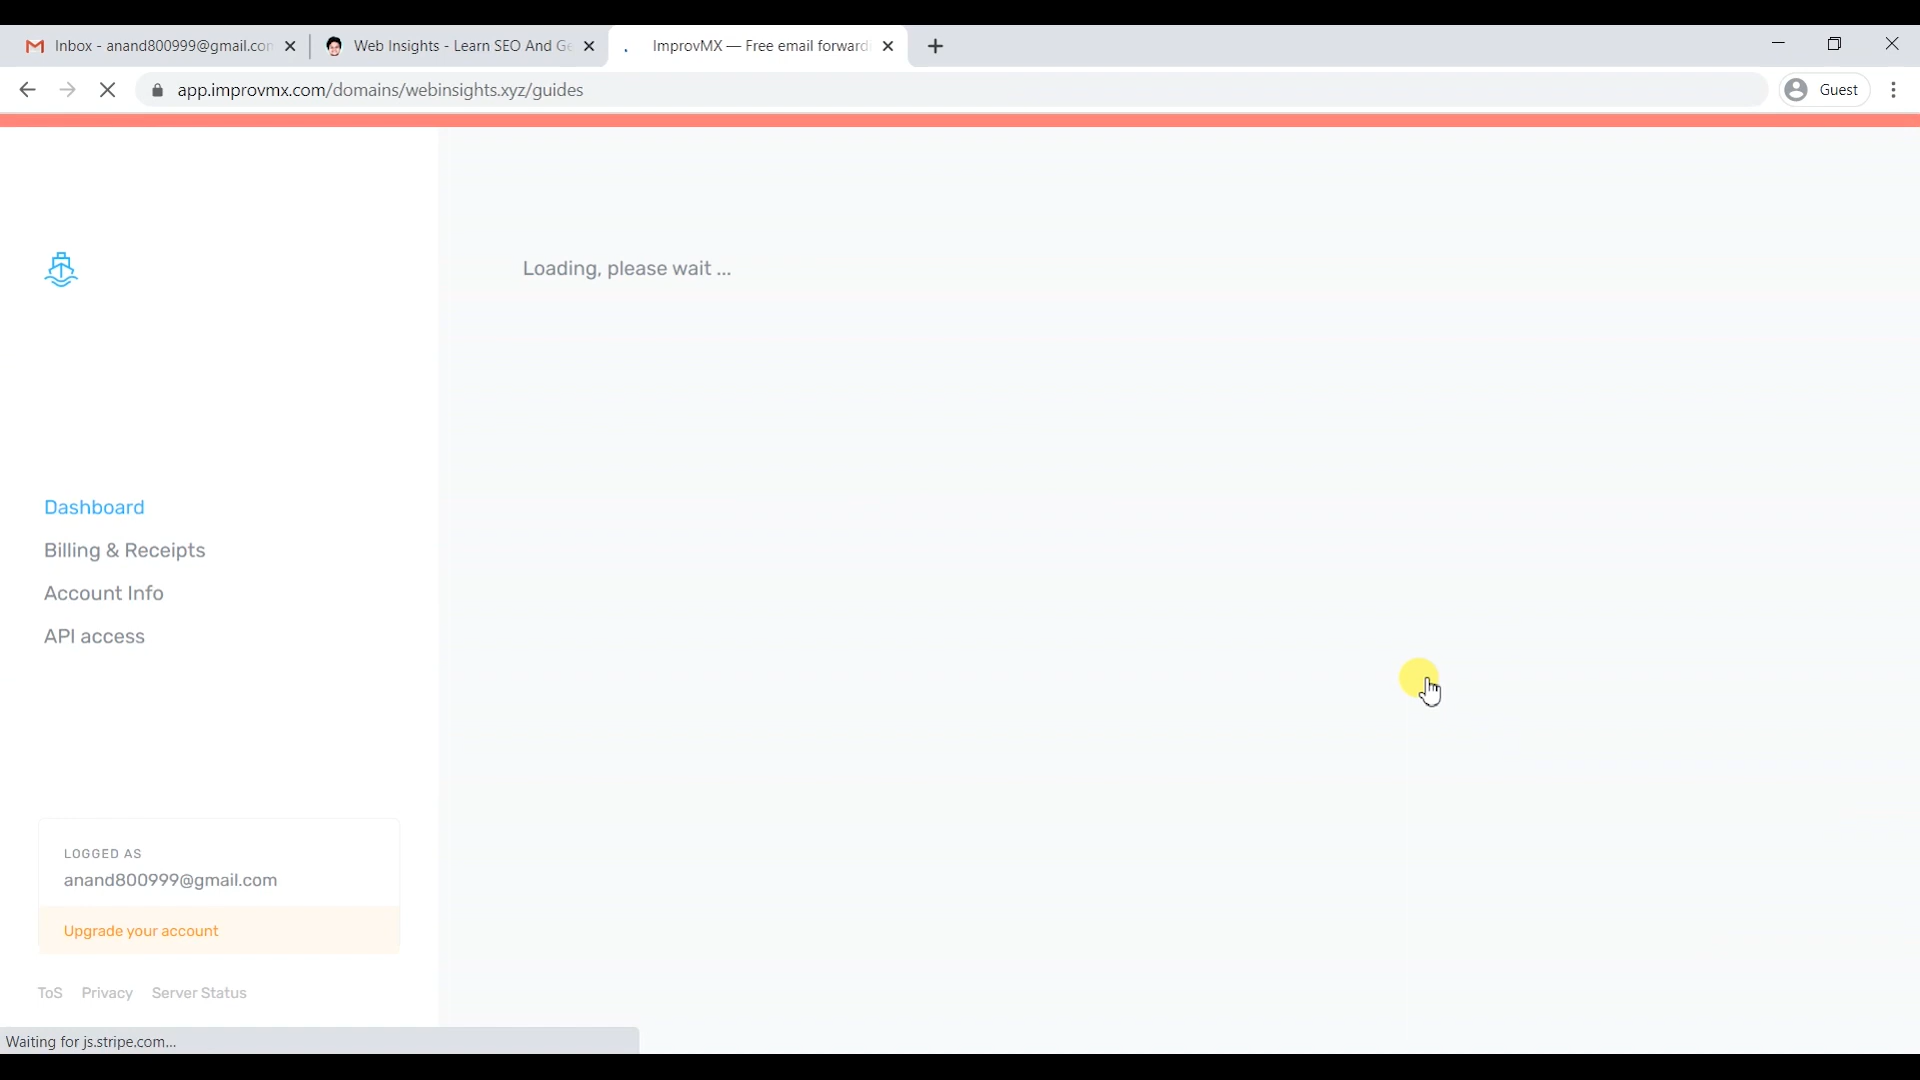 Inbox - anand800999@gmail.com
Web Insights - Learn SEO And Ge
ImprovMX — Free email forward
app.improvmx.com/domains/webinsights.xyz/guides
Guest
Loading, please wait ...
Dashboard
Billing & Receipts
Account Info
API access
LOGGED AS
anand800999@gmail.com
Upgrade your account
ToS Privacy Server Status
Waiting for js.stripe.com...